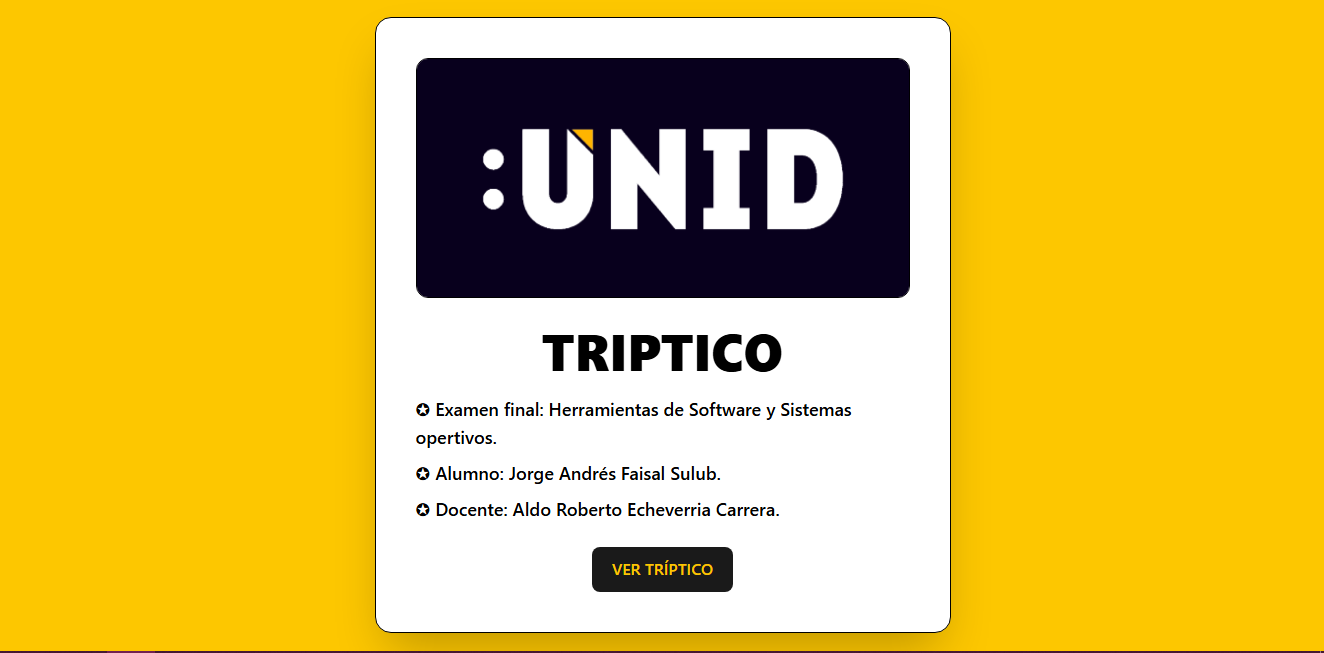 :UNID
TRIPTICO
✪ Examen final: Herramientas de Software y Sistemas
opertivos.
✪ Alumno: Jorge Andrés Faisal Sulub.
✪ Docente: Aldo Roberto Echeverria Carrera.
VER TRÍPTICO